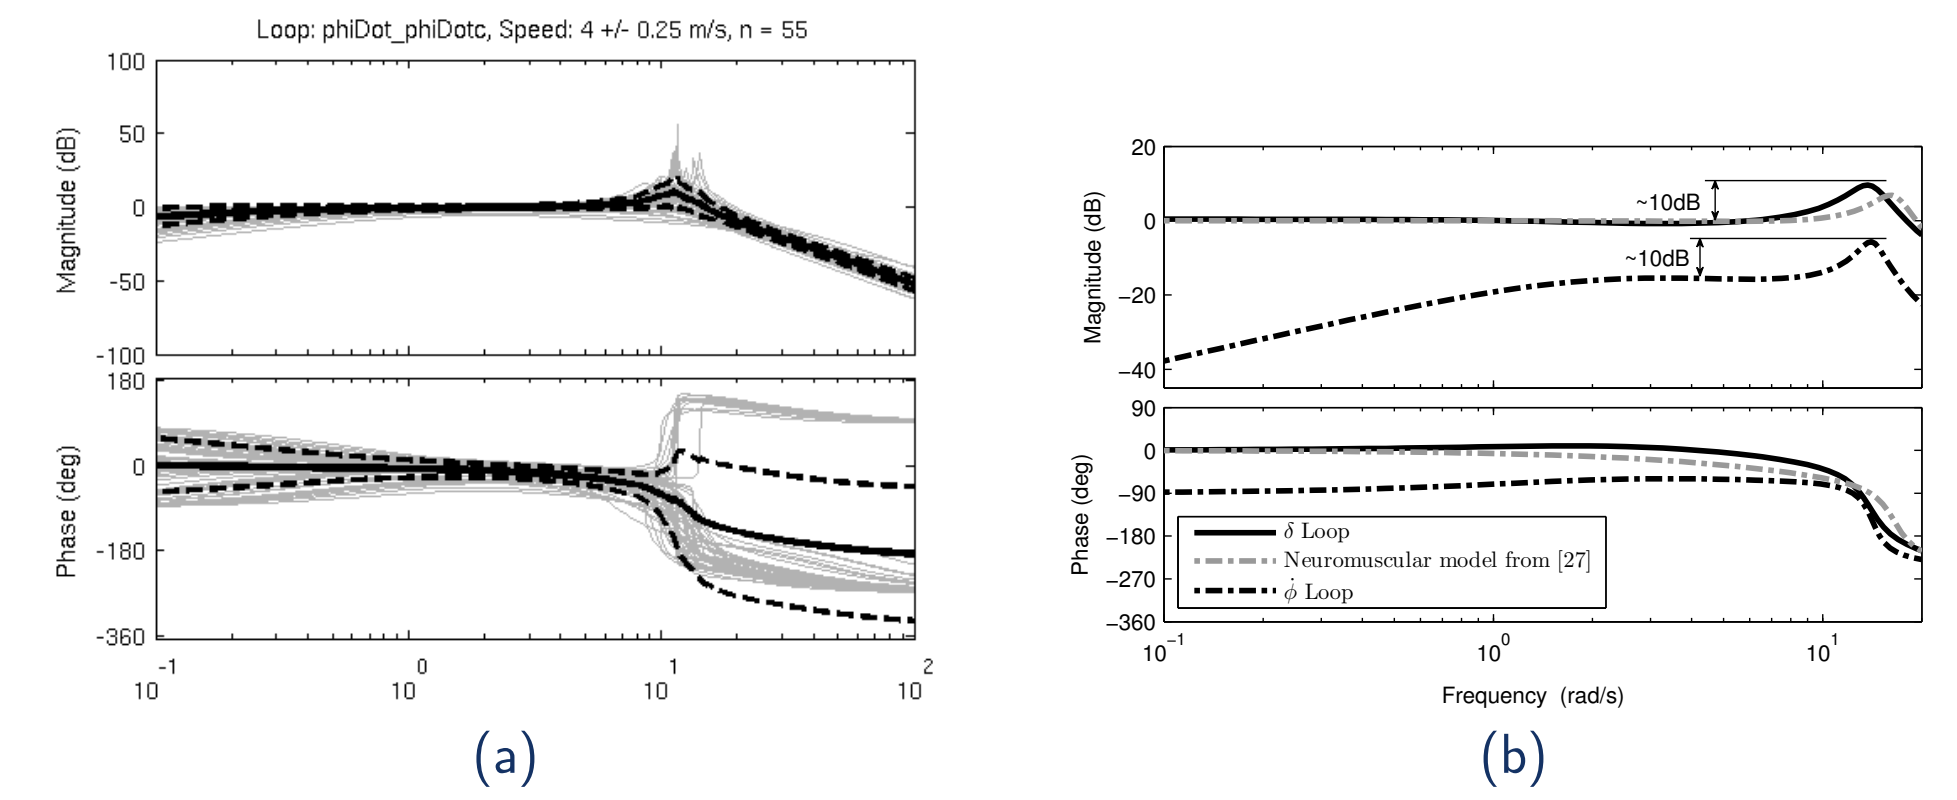 Loop: phiDot_phiDotc, Speed: 4 +/- 0.25 m/s, n = 55
100
50
0
-50
-100
Magnitude (dB)
180
0
-180
-360
Phase (deg)
10^-1
10^0
10^1
10^2
(a)
20
0
−20
−40
Magnitude (dB)
~10dB
~10dB
90
0
−90
−180
−270
−360
Phase (deg)
δ Loop
Neuromuscular model from [27]
φ̇ Loop
10^−1
10^0
10^1
Frequency (rad/s)
(b)